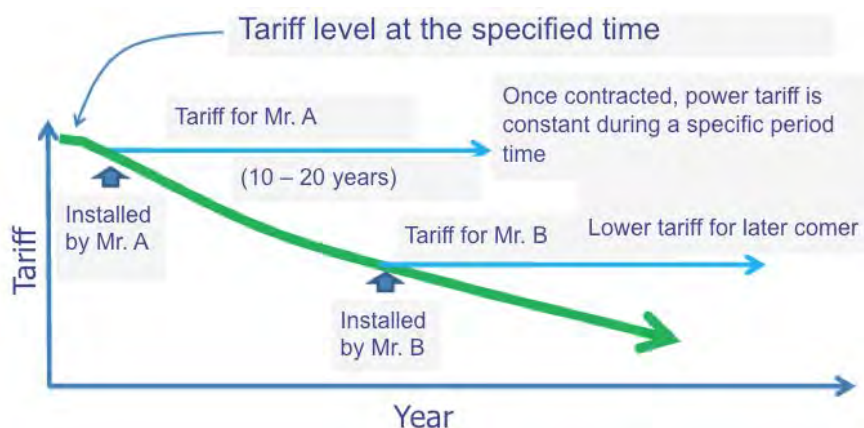 Tariff level at the specified time
Tariff for Mr. A
Once contracted, power tariff is
constant during a specific period
time
(10 – 20 years)
Installed
by Mr. A
Tariff for Mr. B
Lower tariff for later comer
Installed
by Mr. B
Tariff
Year